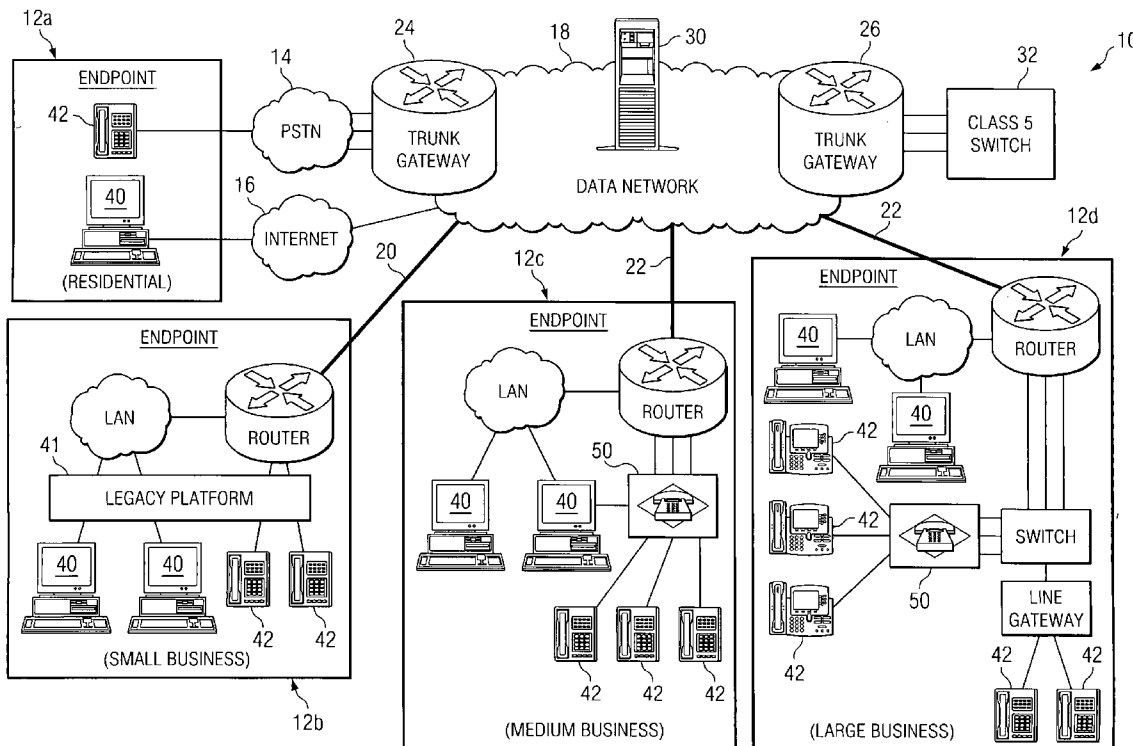 12a
ENDPOINT
42
40
(RESIDENTIAL)
14
PSTN
16
INTERNET
24
TRUNK
GATEWAY
18
30
DATA NETWORK
26
TRUNK
GATEWAY
32
CLASS 5
SWITCH
10
20
22
22
ENDPOINT
LAN
ROUTER
41
LEGACY PLATFORM
40
40
42
42
(SMALL BUSINESS)
12b
12c
ENDPOINT
LAN
ROUTER
50
40
40
42
42
42
(MEDIUM BUSINESS)
12d
ENDPOINT
40
LAN
ROUTER
40
42
42
42
50
SWITCH
LINE
GATEWAY
42
42
(LARGE BUSINESS)